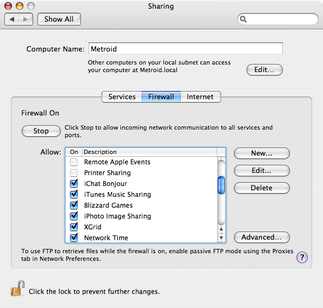 Sharing
Show All
Computer Name: Metroid
Other computers on your local subnet can access
your computer at Metroid.local
Edit...
Services Firewall Internet
Firewall On
Stop Click Stop to allow incoming network communication to all services and
ports.
Allow: On Description
Remote Apple Events
Printer Sharing
iChat Bonjour
iTunes Music Sharing
Blizzard Games
iPhoto Image Sharing
XGrid
Network Time
New...
Edit...
Delete
Advanced...
To use FTP to retrieve files while the firewall is on, enable passive FTP mode using the Proxies
tab in Network Preferences.
?
Click the lock to prevent further changes.